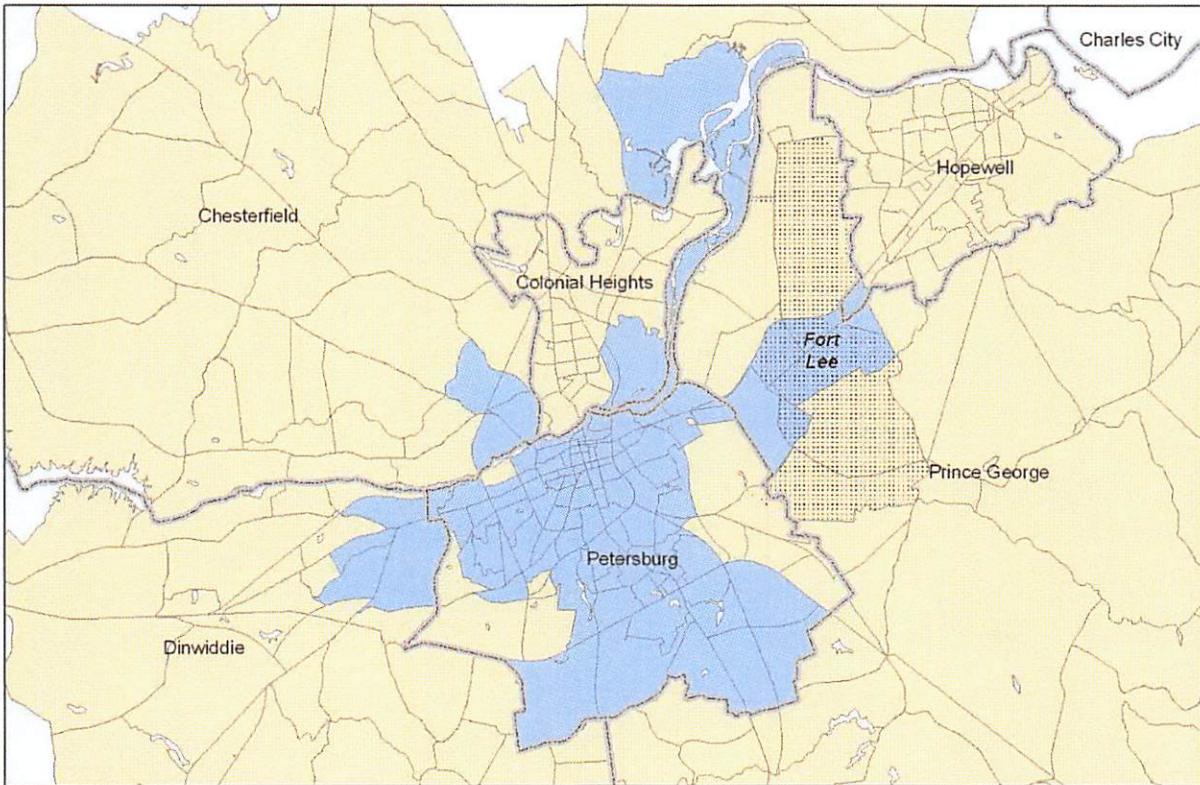 Charles City
Hopewell
Chesterfield
Colonial Heights
Fort
Lee
Prince George
Petersburg
Dinwiddie